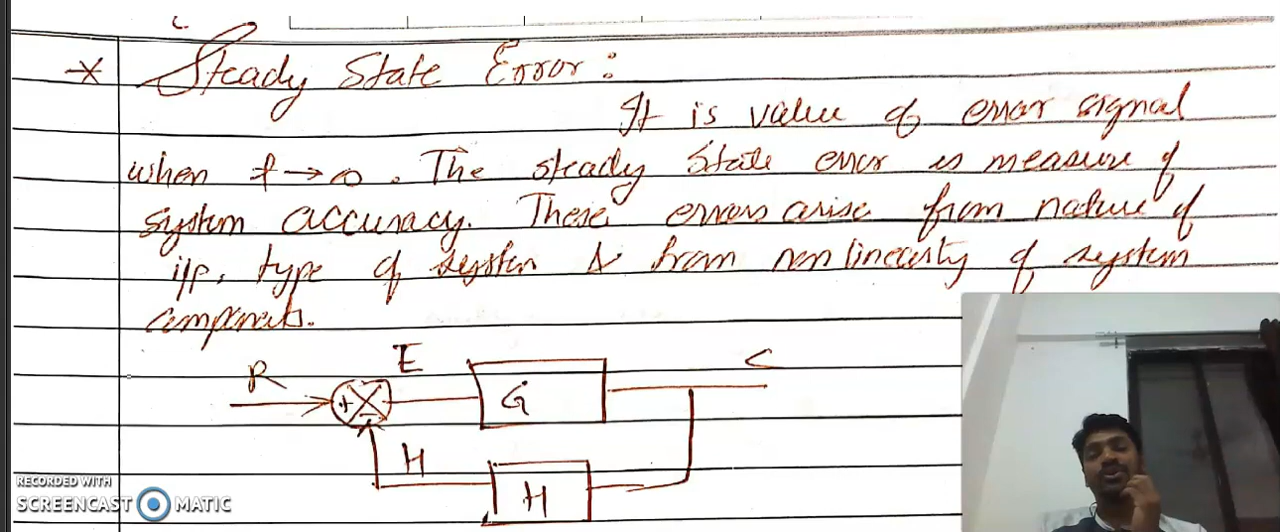 * Steady State Error :
It is value of error signal
when t → ∞ . The steady state error is measure of
system accuracy. These errors arise from nature of
i/p, type of system & from non linearity of system
components.
R
E
C
+
G
-
H
H
RECORDED WITH
SCREENCAST MATIC